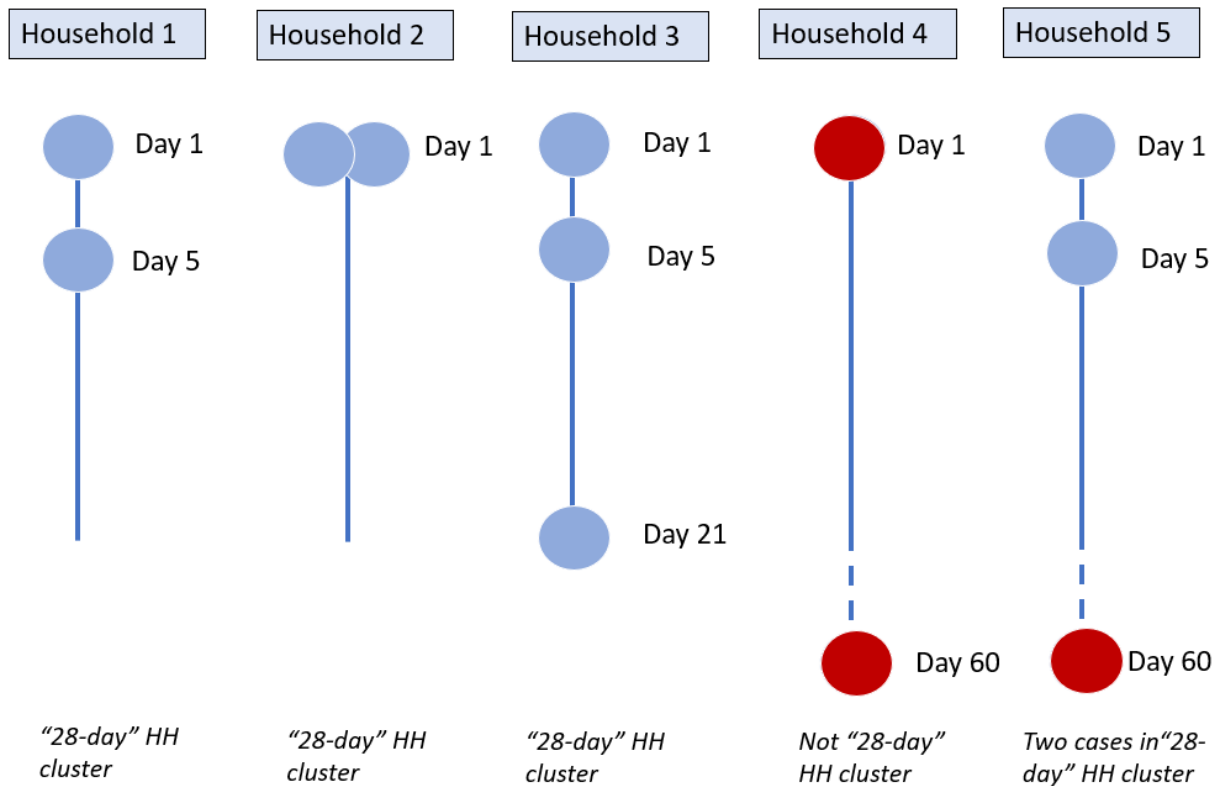 Household 1
Household 2
Household 3
Household 4
Household 5
Day 1
Day 1
Day 1
Day 1
Day 1
Day 5
Day 5
Day 5
Day 21
Day 60
Day 60
“28-day” HH
cluster
“28-day” HH
cluster
“28-day” HH
cluster
Not “28-day”
HH cluster
Two cases in“28-
day” HH cluster